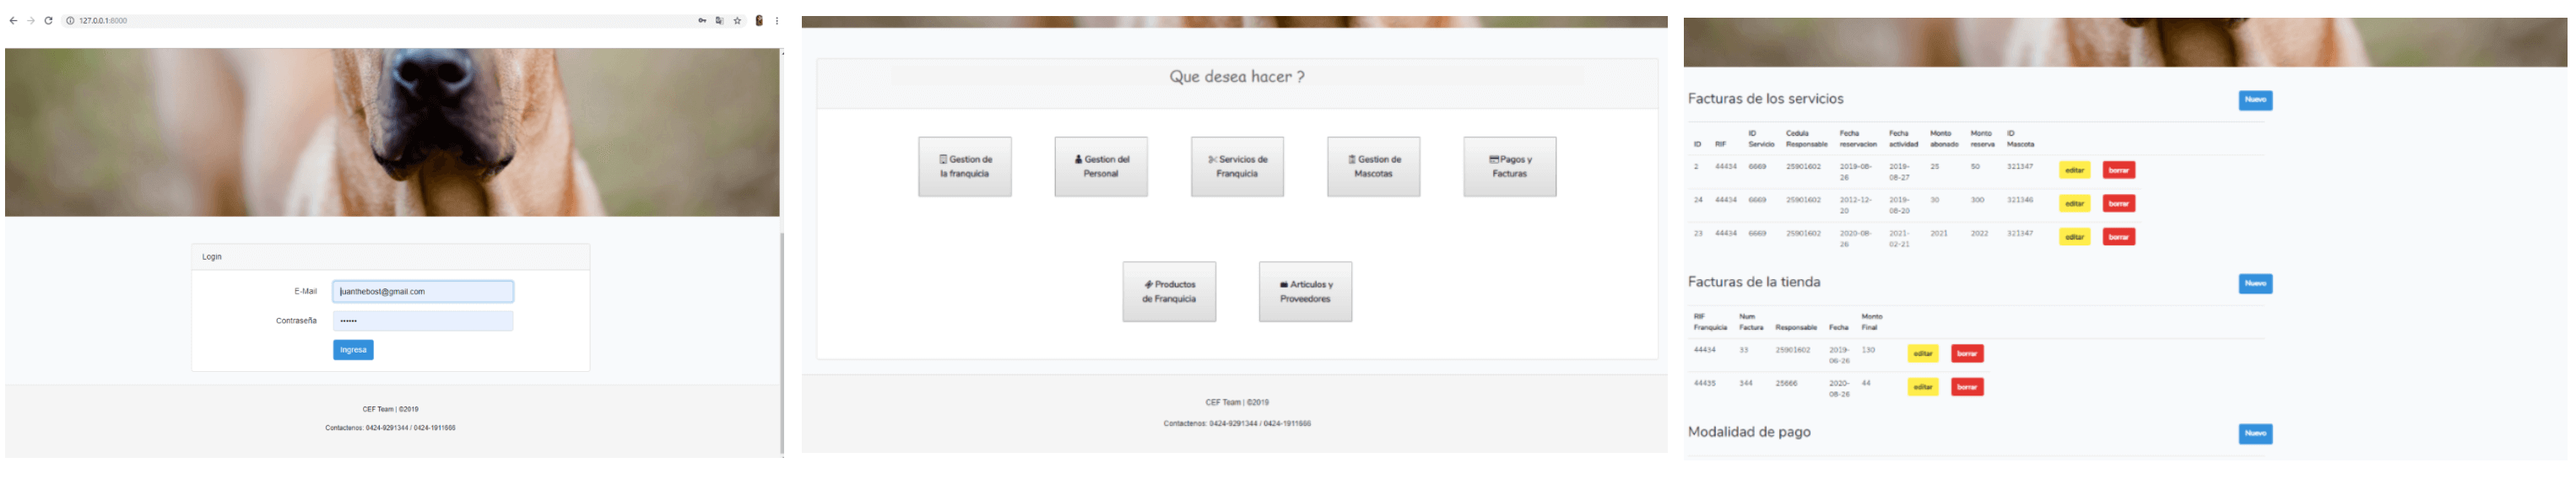 127.0.0.1:8000
Login
E-Mail
juanthebost@gmail.com
Contraseña
••••••
Ingresa
CEF Team | ©2019
Contactenos: 0424-9291344 / 0424-1911666
Que desea hacer ?
Gestion de
la franquicia
Gestion del
Personal
Servicios de
Franquicia
Gestion de
Mascotas
Pagos y
Facturas
Productos
de Franquicia
Articulos y
Proveedores
CEF Team | ©2019
Contactenos: 0424-9291344 / 0424-1911666
Facturas de los servicios
Nuevo
ID RIF ID Servicio Cedula Responsable Fecha reservacion Fecha actividad Monto abonado Monto reserva ID Mascota
2 44434 6669 25901602 2019-08-26 2019-08-27 25 50 321347 editar borrar
24 44434 6669 25901602 2012-12-20 2019-08-20 30 300 321346 editar borrar
23 44434 6669 25901602 2020-08-26 2021-02-21 2021 2022 321347 editar borrar
Facturas de la tienda
Nuevo
RIF Franquicia Num Factura Responsable Fecha Monto Final
44434 33 25901602 2019-06-26 130 editar borrar
44435 344 25666 2020-08-26 44 editar borrar
Modalidad de pago
Nuevo